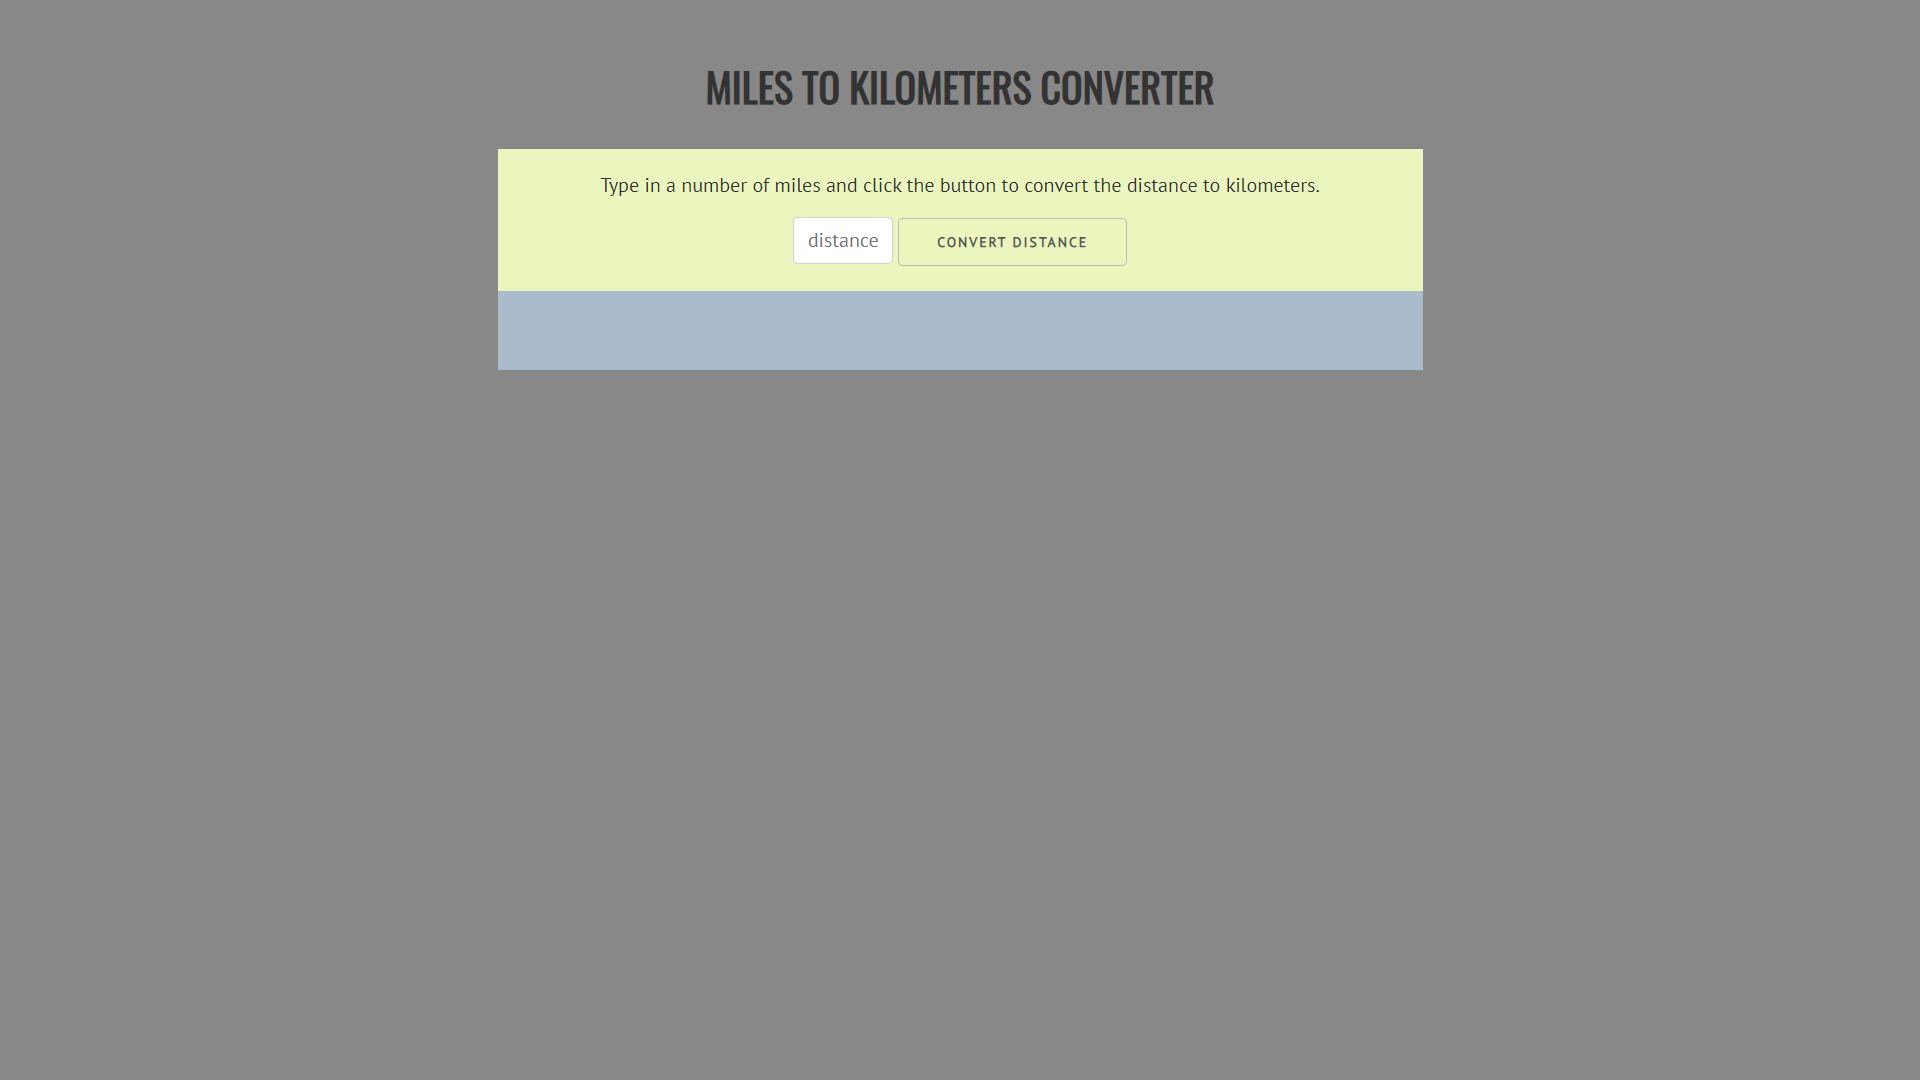 MILES TO KILOMETERS CONVERTER
Type in a number of miles and click the button to convert the distance to kilometers.
distance CONVERT DISTANCE